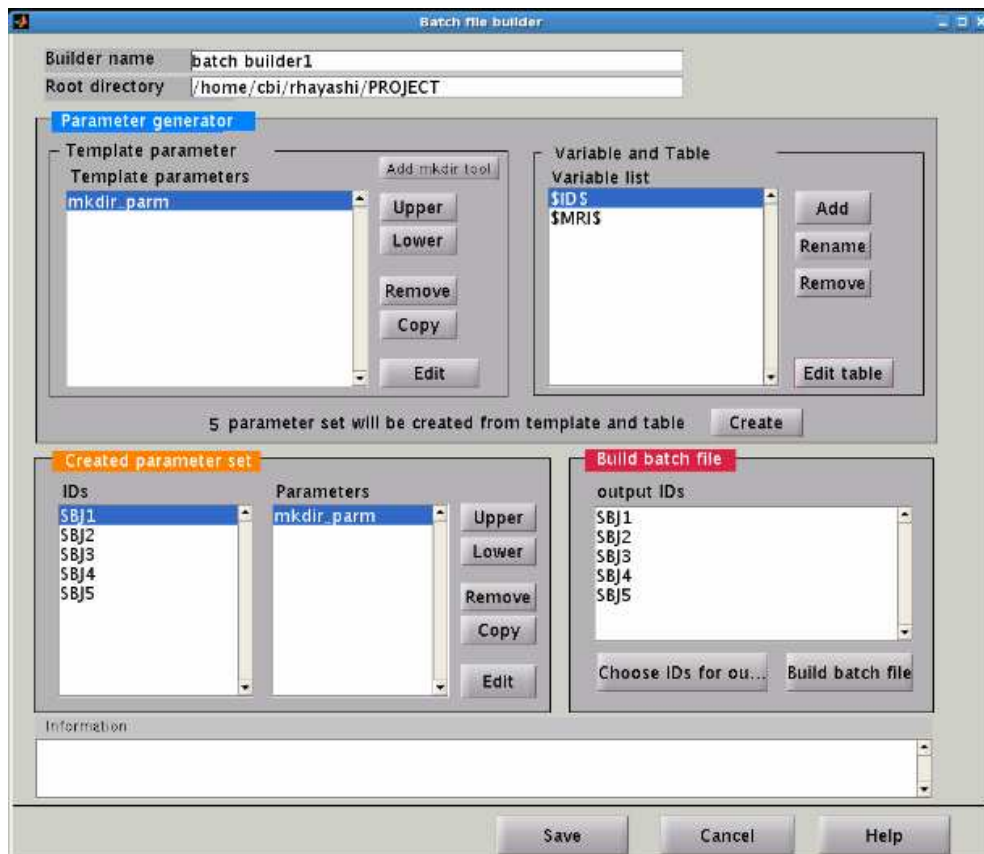 Batch file builder
Builder name batch builder1
Root directory /home/cbi/rhayashi/PROJECT
Parameter generator
Template parameter
Template parameters
mkdir_parm
Add mkdir tool
Upper
Lower
Remove
Copy
Edit
Variable and Table
Variable list
$ID$
$MRI$
Add
Rename
Remove
Edit table
5 parameter set will be created from template and table
Create
Created parameter set
IDs
SBJ1
SBJ2
SBJ3
SBJ4
SBJ5
Parameters
mkdir_parm
Upper
Lower
Remove
Copy
Edit
Build batch file
output IDs
SBJ1
SBJ2
SBJ3
SBJ4
SBJ5
Choose IDs for ou...
Build batch file
Information
Save
Cancel
Help